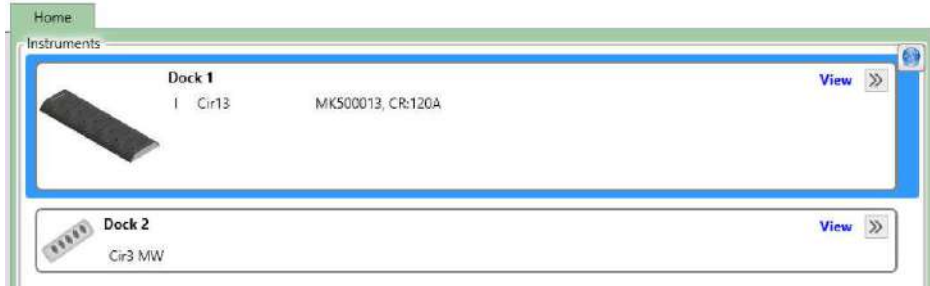 Home
Instruments
Dock 1 View
I Cir13 MK500013, CR:120A
Dock 2 View
Cir3 MW